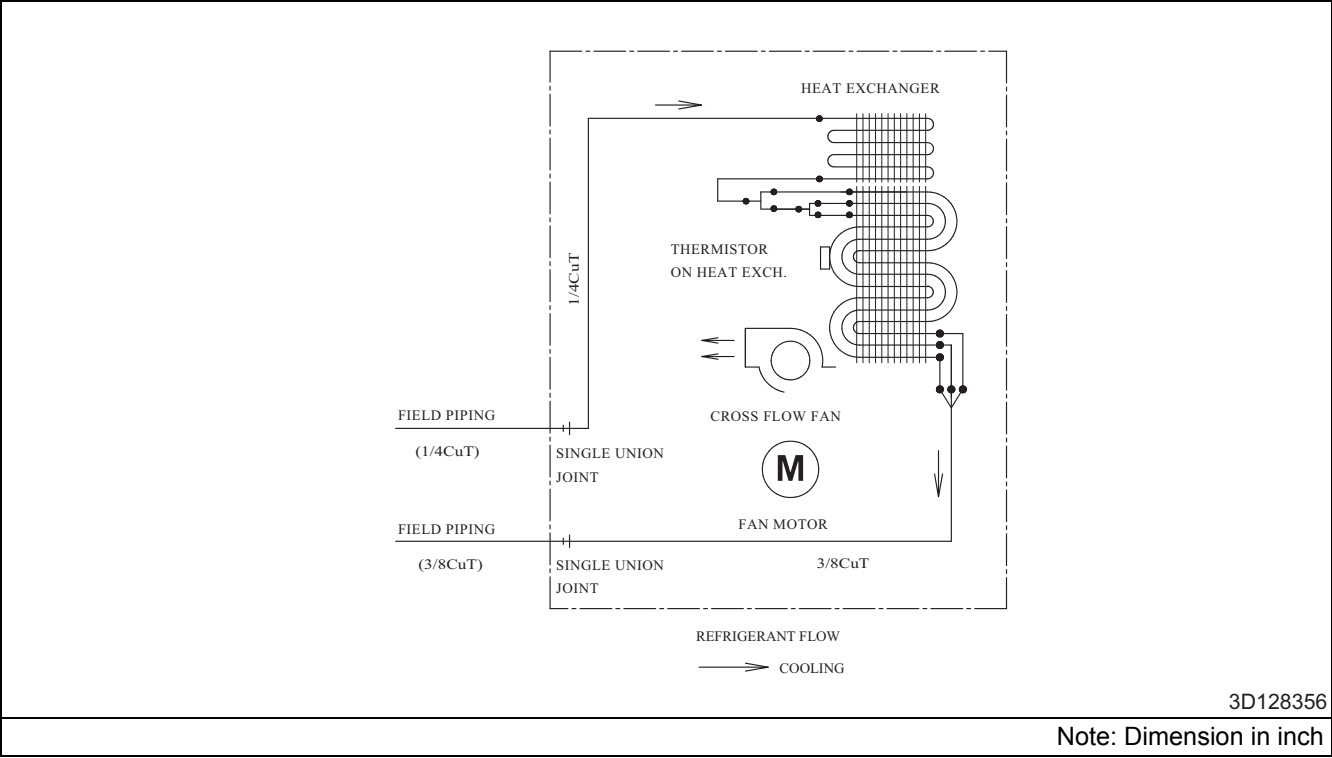 HEAT EXCHANGER
THERMISTOR
ON HEAT EXCH.
1/4CuT
CROSS FLOW FAN
FIELD PIPING
(1/4CuT)
SINGLE UNION
JOINT
M
FAN MOTOR
FIELD PIPING
(3/8CuT)
SINGLE UNION
JOINT
3/8CuT
REFRIGERANT FLOW
COOLING
3D128356
Note: Dimension in inch